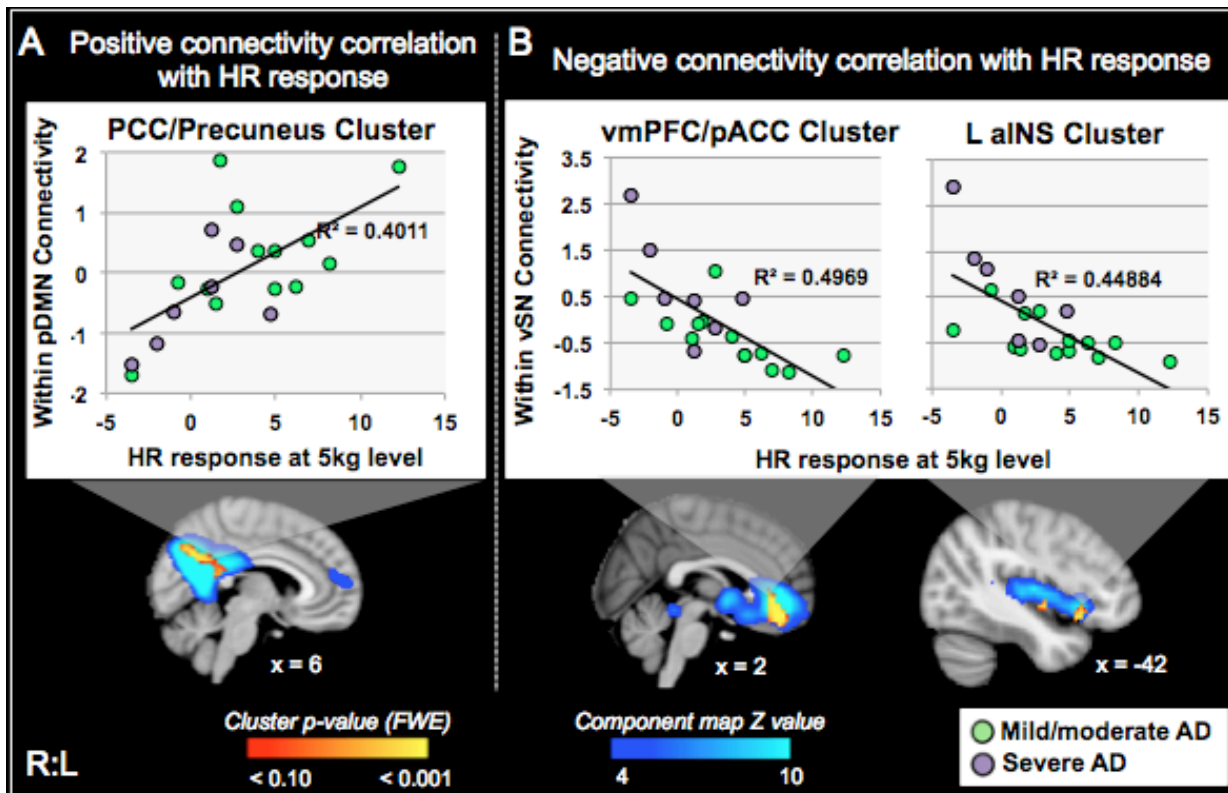 A
Positive connectivity correlation
with HR response
B
Negative connectivity correlation with HR response
PCC/Precuneus Cluster
Within pDMN Connectivity
2
1
0
-1
-2
R² = 0.4011
-5 0 5 10 15
HR response at 5kg level
vmPFC/pACC Cluster
Within vSN Connectivity
3.5
2.5
1.5
0.5
-0.5
-1.5
R² = 0.4969
-5 0 5 10 15
L aINS Cluster
R² = 0.44884
-5 0 5 10 15
HR response at 5kg level
x = 6
x = 2
x = -42
Cluster p-value (FWE)
< 0.10 < 0.001
Component map Z value
4 10
Mild/moderate AD
Severe AD
R:L